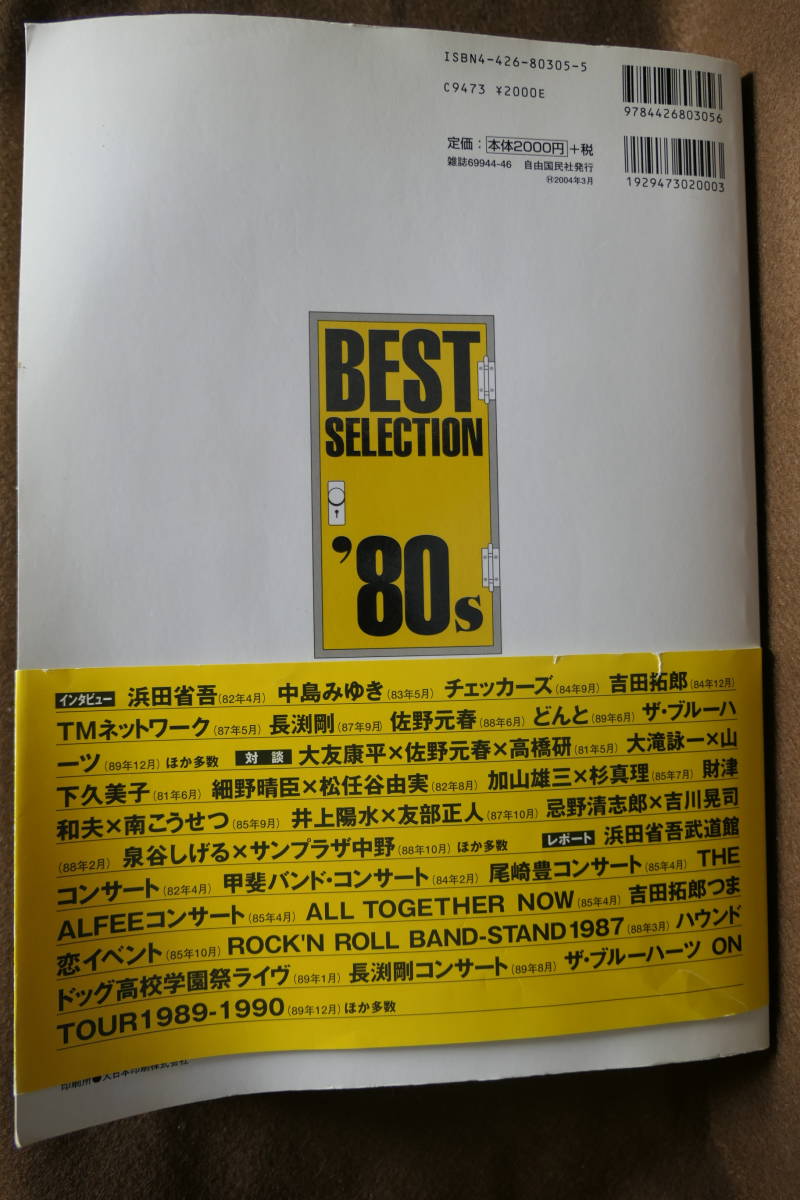 ISBN4-426-80305-5
C9473 ¥2000E
9784426803056
定価：本体2000円+税
雑誌69944-46 自由国民社発行
Ⓗ2004年3月
1929473020003
BEST
SELECTION
’80s
インタビュー 浜田省吾(82年4月) 中島みゆき(83年5月) チェッカーズ(84年9月) 吉田拓郎(84年12月)
TMネットワーク(87年5月) 長渕剛(87年9月) 佐野元春(88年6月) どんと(89年6月) ザ・ブルーハ
ーツ(89年12月) ほか多数 対談 大友康平×佐野元春×高橋研(81年5月) 大滝詠一×山
下久美子(81年6月) 細野晴臣×松任谷由実(82年8月) 加山雄三×杉真理(85年7月) 財津
和夫×南こうせつ(85年9月) 井上陽水×友部正人(87年10月) 忌野清志郎×吉川晃司
(88年2月) 泉谷しげる×サンプラザ中野(88年10月) ほか多数 レポート 浜田省吾武道館
コンサート(82年4月) 甲斐バンド・コンサート(84年2月) 尾崎豊コンサート(85年4月) THE
ALFEEコンサート(85年4月) ALL TOGETHER NOW(85年4月) 吉田拓郎つま
恋イベント(85年10月) ROCK'N ROLL BAND-STAND1987(88年3月) ハウンド
ドッグ高校学園祭ライヴ(89年1月) 長渕剛コンサート(89年8月) ザ・ブルーハーツ ON
TOUR1989-1990(89年12月) ほか多数
印刷所●大日本印刷株式会社